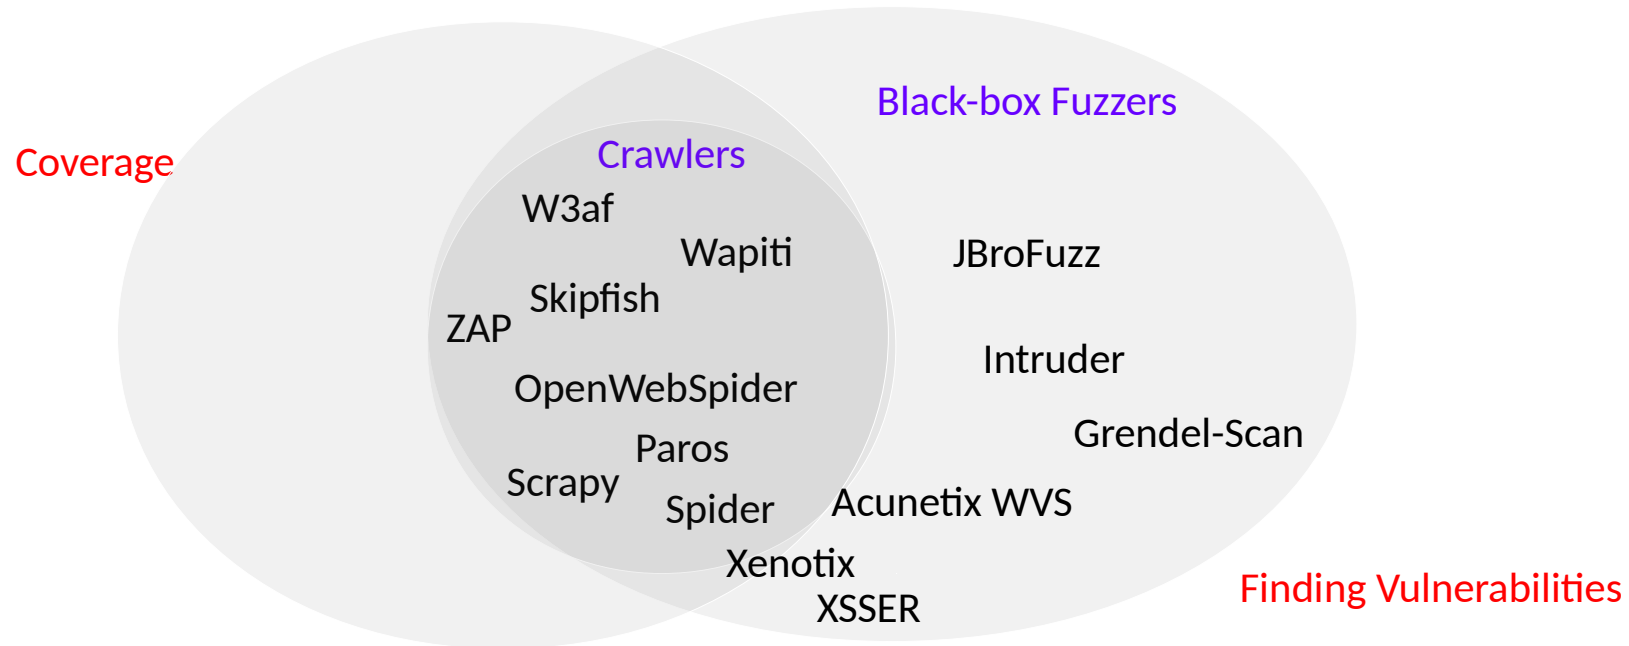 Black-box Fuzzers
Coverage
Crawlers
W3af
Wapiti
JBroFuzz
Skipfish
ZAP
Intruder
OpenWebSpider
Grendel-Scan
Paros
Scrapy
Spider
Acunetix WVS
Xenotix
Finding Vulnerabilities
XSSER